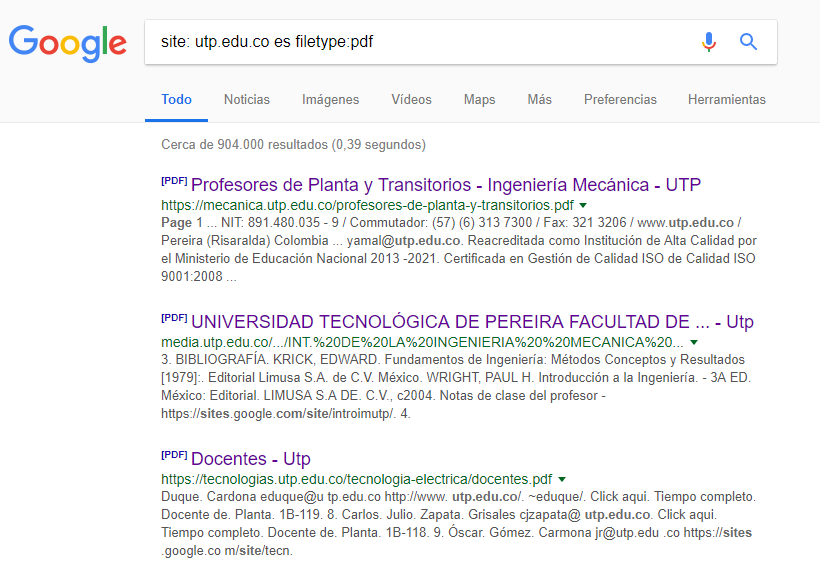 Google
site: utp.edu.co es filetype:pdf
Todo Noticias Imágenes Vídeos Maps Más Preferencias Herramientas
Cerca de 904.000 resultados (0,39 segundos)
[PDF] Profesores de Planta y Transitorios - Ingeniería Mecánica - UTP
https://mecanica.utp.edu.co/profesores-de-planta-y-transitorios.pdf
Page 1 ... NIT: 891.480.035 - 9 / Commutador: (57) (6) 313 7300 / Fax: 321 3206 / www.utp.edu.co /
Pereira (Risaralda) Colombia ... yamal@utp.edu.co. Reacreditada como Institución de Alta Calidad por
el Ministerio de Educación Nacional 2013 -2021. Certificada en Gestión de Calidad ISO de Calidad ISO
9001:2008 ...
[PDF] UNIVERSIDAD TECNOLÓGICA DE PEREIRA FACULTAD DE ... - Utp
media.utp.edu.co/.../INT.%20DE%20LA%20INGENIERIA%20%20MECANICA%20...
3. BIBLIOGRAFÍA. KRICK, EDWARD. Fundamentos de Ingeniería: Métodos Conceptos y Resultados
[1979]:. Editorial Limusa S.A. de C.V. México. WRIGHT, PAUL H. Introducción a la Ingeniería. - 3A ED.
México: Editorial. LIMUSA S.A DE. C.V., c2004. Notas de clase del profesor -
https://sites.google.com/site/introimutp/. 4.
[PDF] Docentes - Utp
https://tecnologias.utp.edu.co/tecnologia-electrica/docentes.pdf
Duque. Cardona eduque@u tp.edu.co http://www. utp.edu.co/. ~eduque/. Click aqui. Tiempo completo.
Docente de. Planta. 1B-119. 8. Carlos. Julio. Zapata. Grisales cjzapata@ utp.edu.co. Click aqui.
Tiempo completo. Docente de. Planta. 1B-118. 9. Óscar. Gómez. Carmona jr@utp.edu .co https://sites
.google.co m/site/tecn.